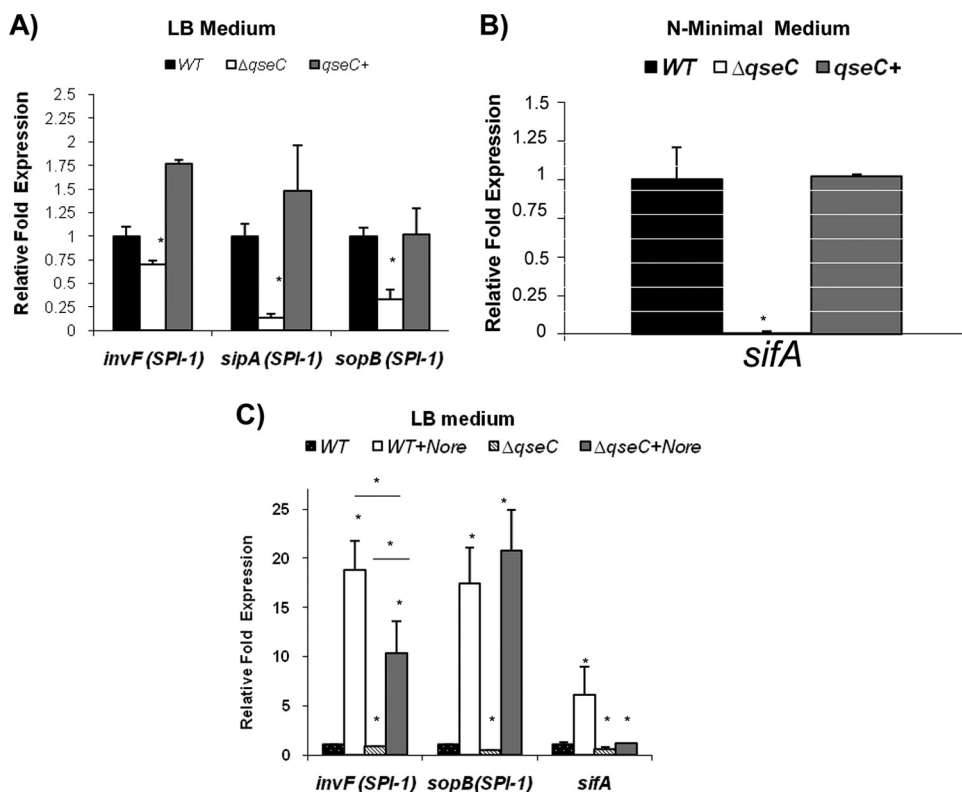 A)
LB Medium
WT ΔqseC qseC+
Relative Fold Expression
2.5
2.25
2
1.75
1.5
1.25
1
0.75
0.5
0.25
0
*
*
*
invF (SPI-1) sipA (SPI-1) sopB (SPI-1)
B)
N-Minimal Medium
WT ΔqseC qseC+
Relative Fold Expression
1.5
1.25
1
0.75
0.5
0.25
0
*
sifA
C)
LB medium
WT WT+Nore ΔqseC ΔqseC+Nore
Relative Fold Expression
25
20
15
10
5
0
*
*
*
*
*
*
*
*
*
*
*
invF (SPI-1) sopB(SPI-1) sifA